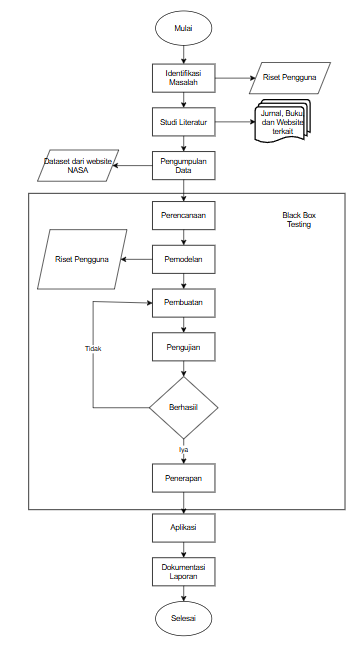 Mulai
Identifikasi
Masalah
Riset Pengguna
Studi Literatur
Jurnal, Buku,
dan Website
terkait
Dataset dari website
NASA
Pengumpulan
Data
Perencanaan
Black Box
Testing
Riset Pengguna
Pemodelan
Pembuatan
Pengujian
Tidak
Berhasiil
Iya
Penerapan
Aplikasi
Dokumentasi
Laporan
Selesai